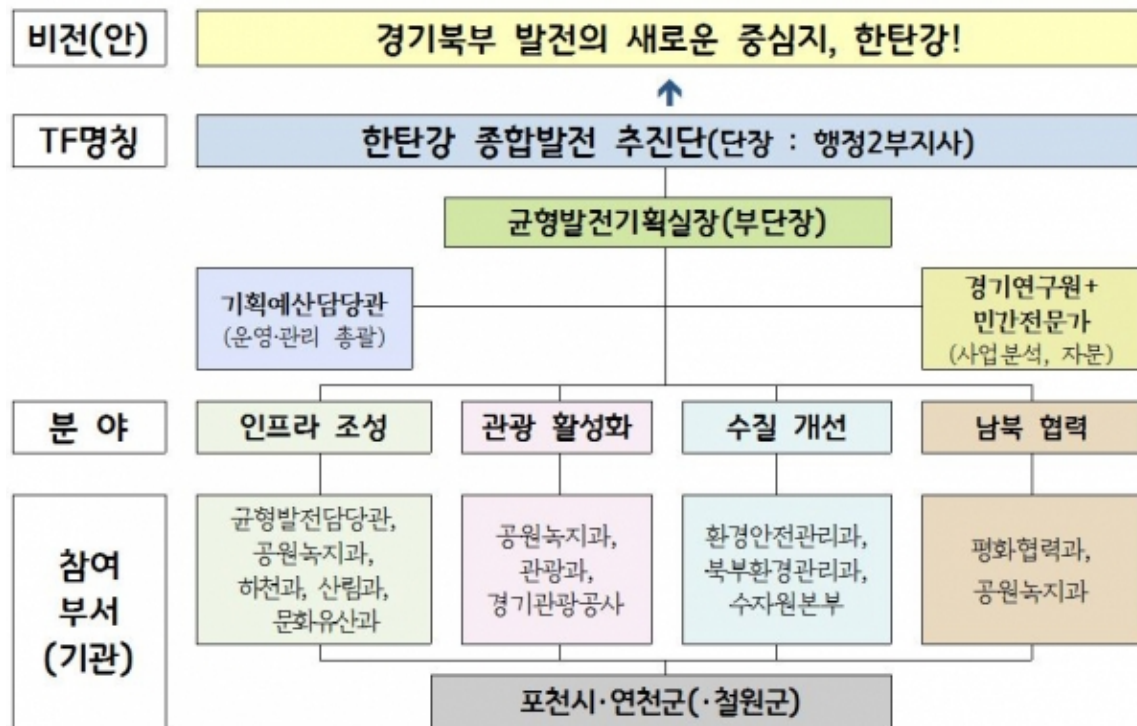 비전(안)
경기북부 발전의 새로운 중심지, 한탄강!
TF명칭
한탄강 종합발전 추진단(단장 : 행정2부지사)
균형발전기획실장(부단장)
기획예산담당관
(운영·관리 총괄)
경기연구원+
민간전문가
(사업분석, 자문)
분 야
인프라 조성
관광 활성화
수질 개선
남북 협력
참여
부서
(기관)
균형발전담당관,
공원녹지과,
하천과, 산림과,
문화유산과
공원녹지과,
관광과,
경기관광공사
환경안전관리과,
북부환경관리과,
수자원본부
평화협력과,
공원녹지과
포천시·연천군(·철원군)